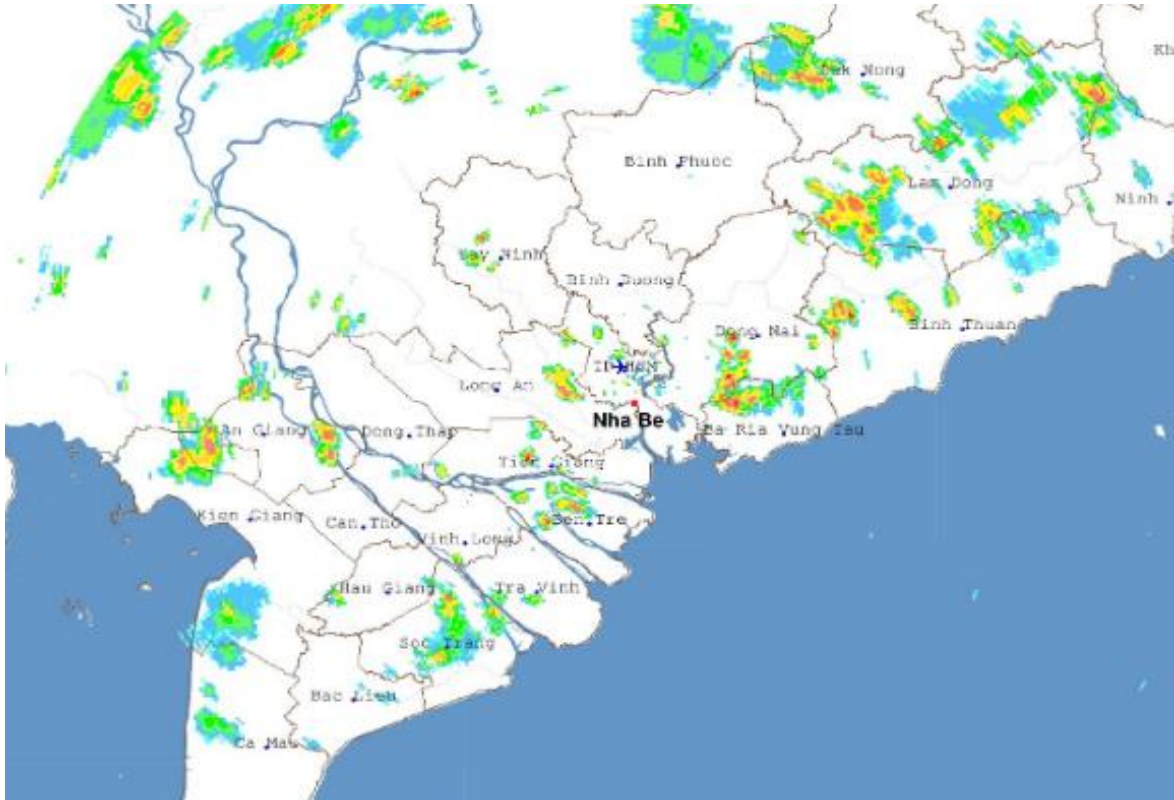 Kh
Dak Nong
Binh Phuoc
Lam Dong
Ninh
Tay Ninh
Binh Duong
Dong Nai
Binh Thuan
Long An
Nha Be
An Giang
Dong Thap
Ba Ria Vung Tau
Tien Giang
Kien Giang
Can Tho
Ben Tre
Vinh Long
Hau Giang
Tra Vinh
Soc Trang
Bac Lieu
Ca Mau